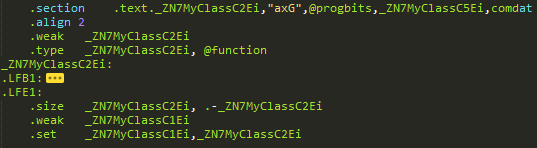 .section	.text._ZN7MyClassC2Ei,"axG",@progbits,_ZN7MyClassC5Ei,comdat
.align 2
.weak	_ZN7MyClassC2Ei
.type	_ZN7MyClassC2Ei, @function
_ZN7MyClassC2Ei:
.LFB1:
.LFE1:
.size	_ZN7MyClassC2Ei, .-_ZN7MyClassC2Ei
.weak	_ZN7MyClassC1Ei
.set	_ZN7MyClassC1Ei,_ZN7MyClassC2Ei